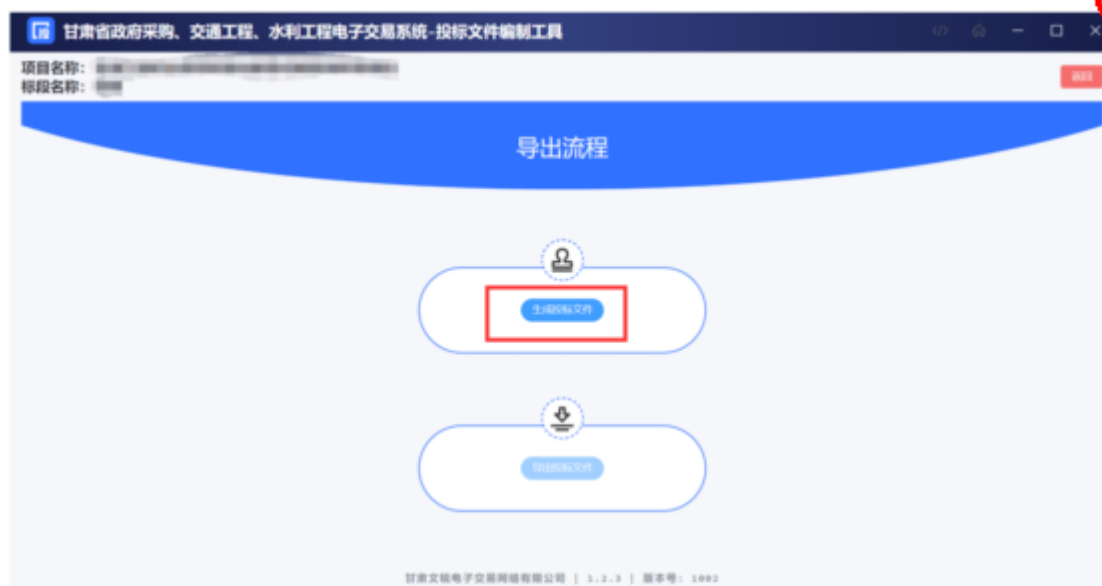 甘肃省政府采购、交通工程、水利工程电子交易系统-投标文件编制工具
项目名称：
标段名称：
返回
导出流程
生成投标文件
导出投标文件
甘肃文锐电子交易网络有限公司 | 1.2.3 | 版本号: 1002